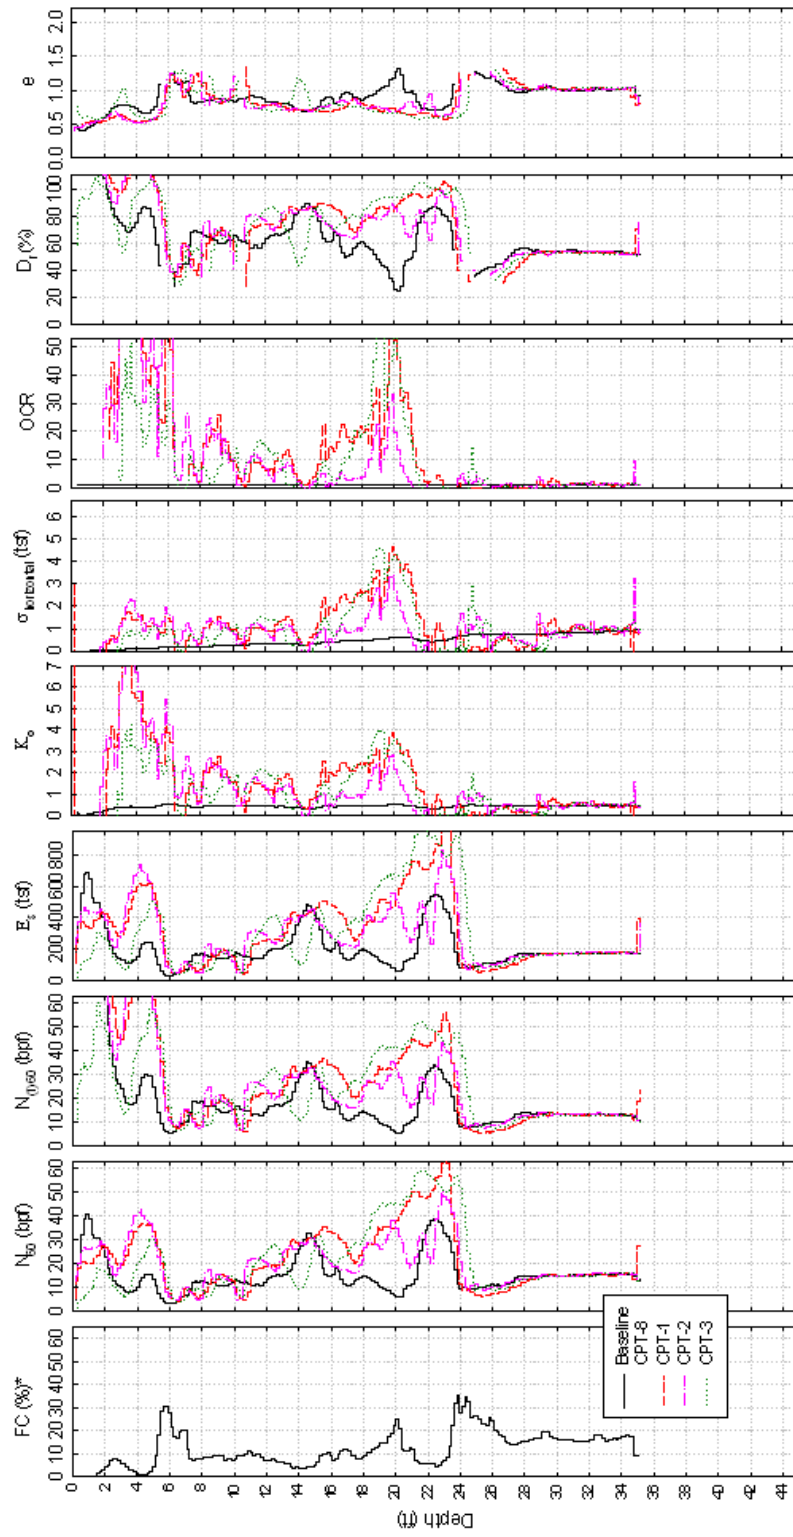 FC (%)*
N60 (bpf)
N(1)60 (bpf)
Es (tsf)
Ko
σhorizontal (tsf)
OCR
Dr (%)
e
0 10 20 30 40 50 60
0 10 20 30 40 50 60
0 10 20 30 40 50 60
0 200 400 600 800
0 1 2 3 4 5 6 7
0 1 2 3 4 5 6
0 10 20 30 40 50
0 20 40 60 80 100
0.0 0.5 1.0 1.5 2.0
Depth (ft)
0
2
4
6
8
10
12
14
16
18
20
22
24
26
28
30
32
34
36
38
40
42
44
Baseline
CPT-8
CPT-1
CPT-2
CPT-3